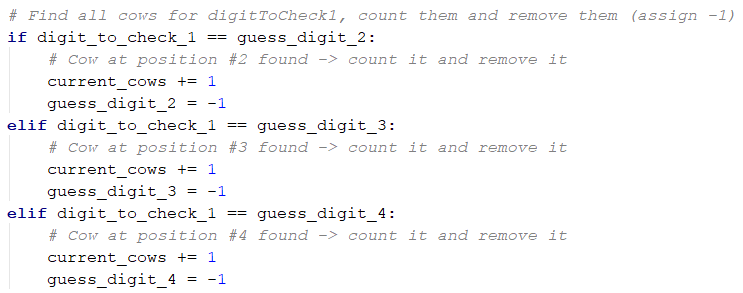 # Find all cows for digitToCheck1, count them and remove them (assign -1)
if digit_to_check_1 == guess_digit_2:
    # Cow at position #2 found -> count it and remove it
    current_cows += 1
    guess_digit_2 = -1
elif digit_to_check_1 == guess_digit_3:
    # Cow at position #3 found -> count it and remove it
    current_cows += 1
    guess_digit_3 = -1
elif digit_to_check_1 == guess_digit_4:
    # Cow at position #4 found -> count it and remove it
    current_cows += 1
    guess_digit_4 = -1